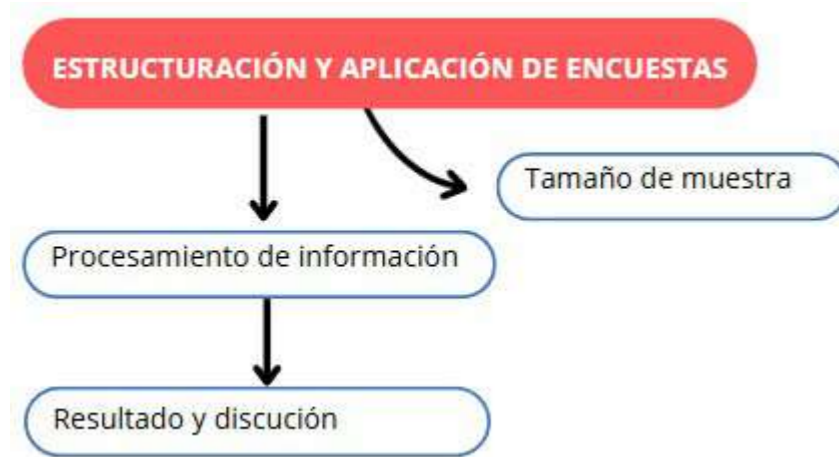 ESTRUCTURACIÓN Y APLICACIÓN DE ENCUESTAS
Tamaño de muestra
Procesamiento de información
Resultado y discución